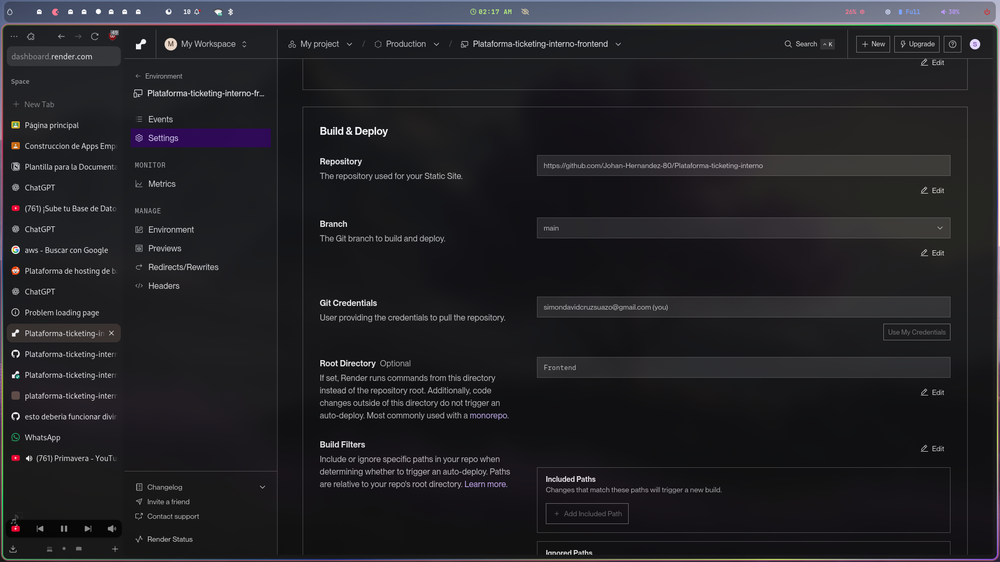 10
02:17 AM
26%
Full
30%
49
dashboard.render.com
Space
New Tab
Página principal
Construccion de Apps Emp
Plantilla para la Documenta
ChatGPT
(761) ¡Sube tu Base de Dato
ChatGPT
aws - Buscar con Google
Plataforma de hosting de b
ChatGPT
Problem loading page
Plataforma-ticketing-in
Plataforma-ticketing-intern
Plataforma-ticketing-intern
plataforma-ticketing-intern
esto deberia funcionar divin
WhatsApp
(761) Primavera - YouTu
M My Workspace
My project / Production / Plataforma-ticketing-interno-frontend
Search ^ K
+ New
Upgrade
S
← Environment
Plataforma-ticketing-interno-fr...
Events
Settings
MONITOR
Metrics
MANAGE
Environment
Previews
Redirects/Rewrites
Headers
Changelog
Invite a friend
Contact support
Render Status
Edit
Build & Deploy
Repository
The repository used for your Static Site.
https://github.com/Johan-Hernandez-80/Plataforma-ticketing-interno
Edit
Branch
The Git branch to build and deploy.
main
Edit
Git Credentials
User providing the credentials to pull the repository.
simondavidcruzsuazo@gmail.com (you)
Use My Credentials
Root Directory Optional
If set, Render runs commands from this directory
instead of the repository root. Additionally, code
changes outside of this directory do not trigger an
auto-deploy. Most commonly used with a monorepo.
Frontend
Edit
Build Filters
Include or ignore specific paths in your repo when
determining whether to trigger an auto-deploy. Paths
are relative to your repo's root directory. Learn more.
Edit
Included Paths
Changes that match these paths will trigger a new build.
+ Add Included Path
Ignored Paths